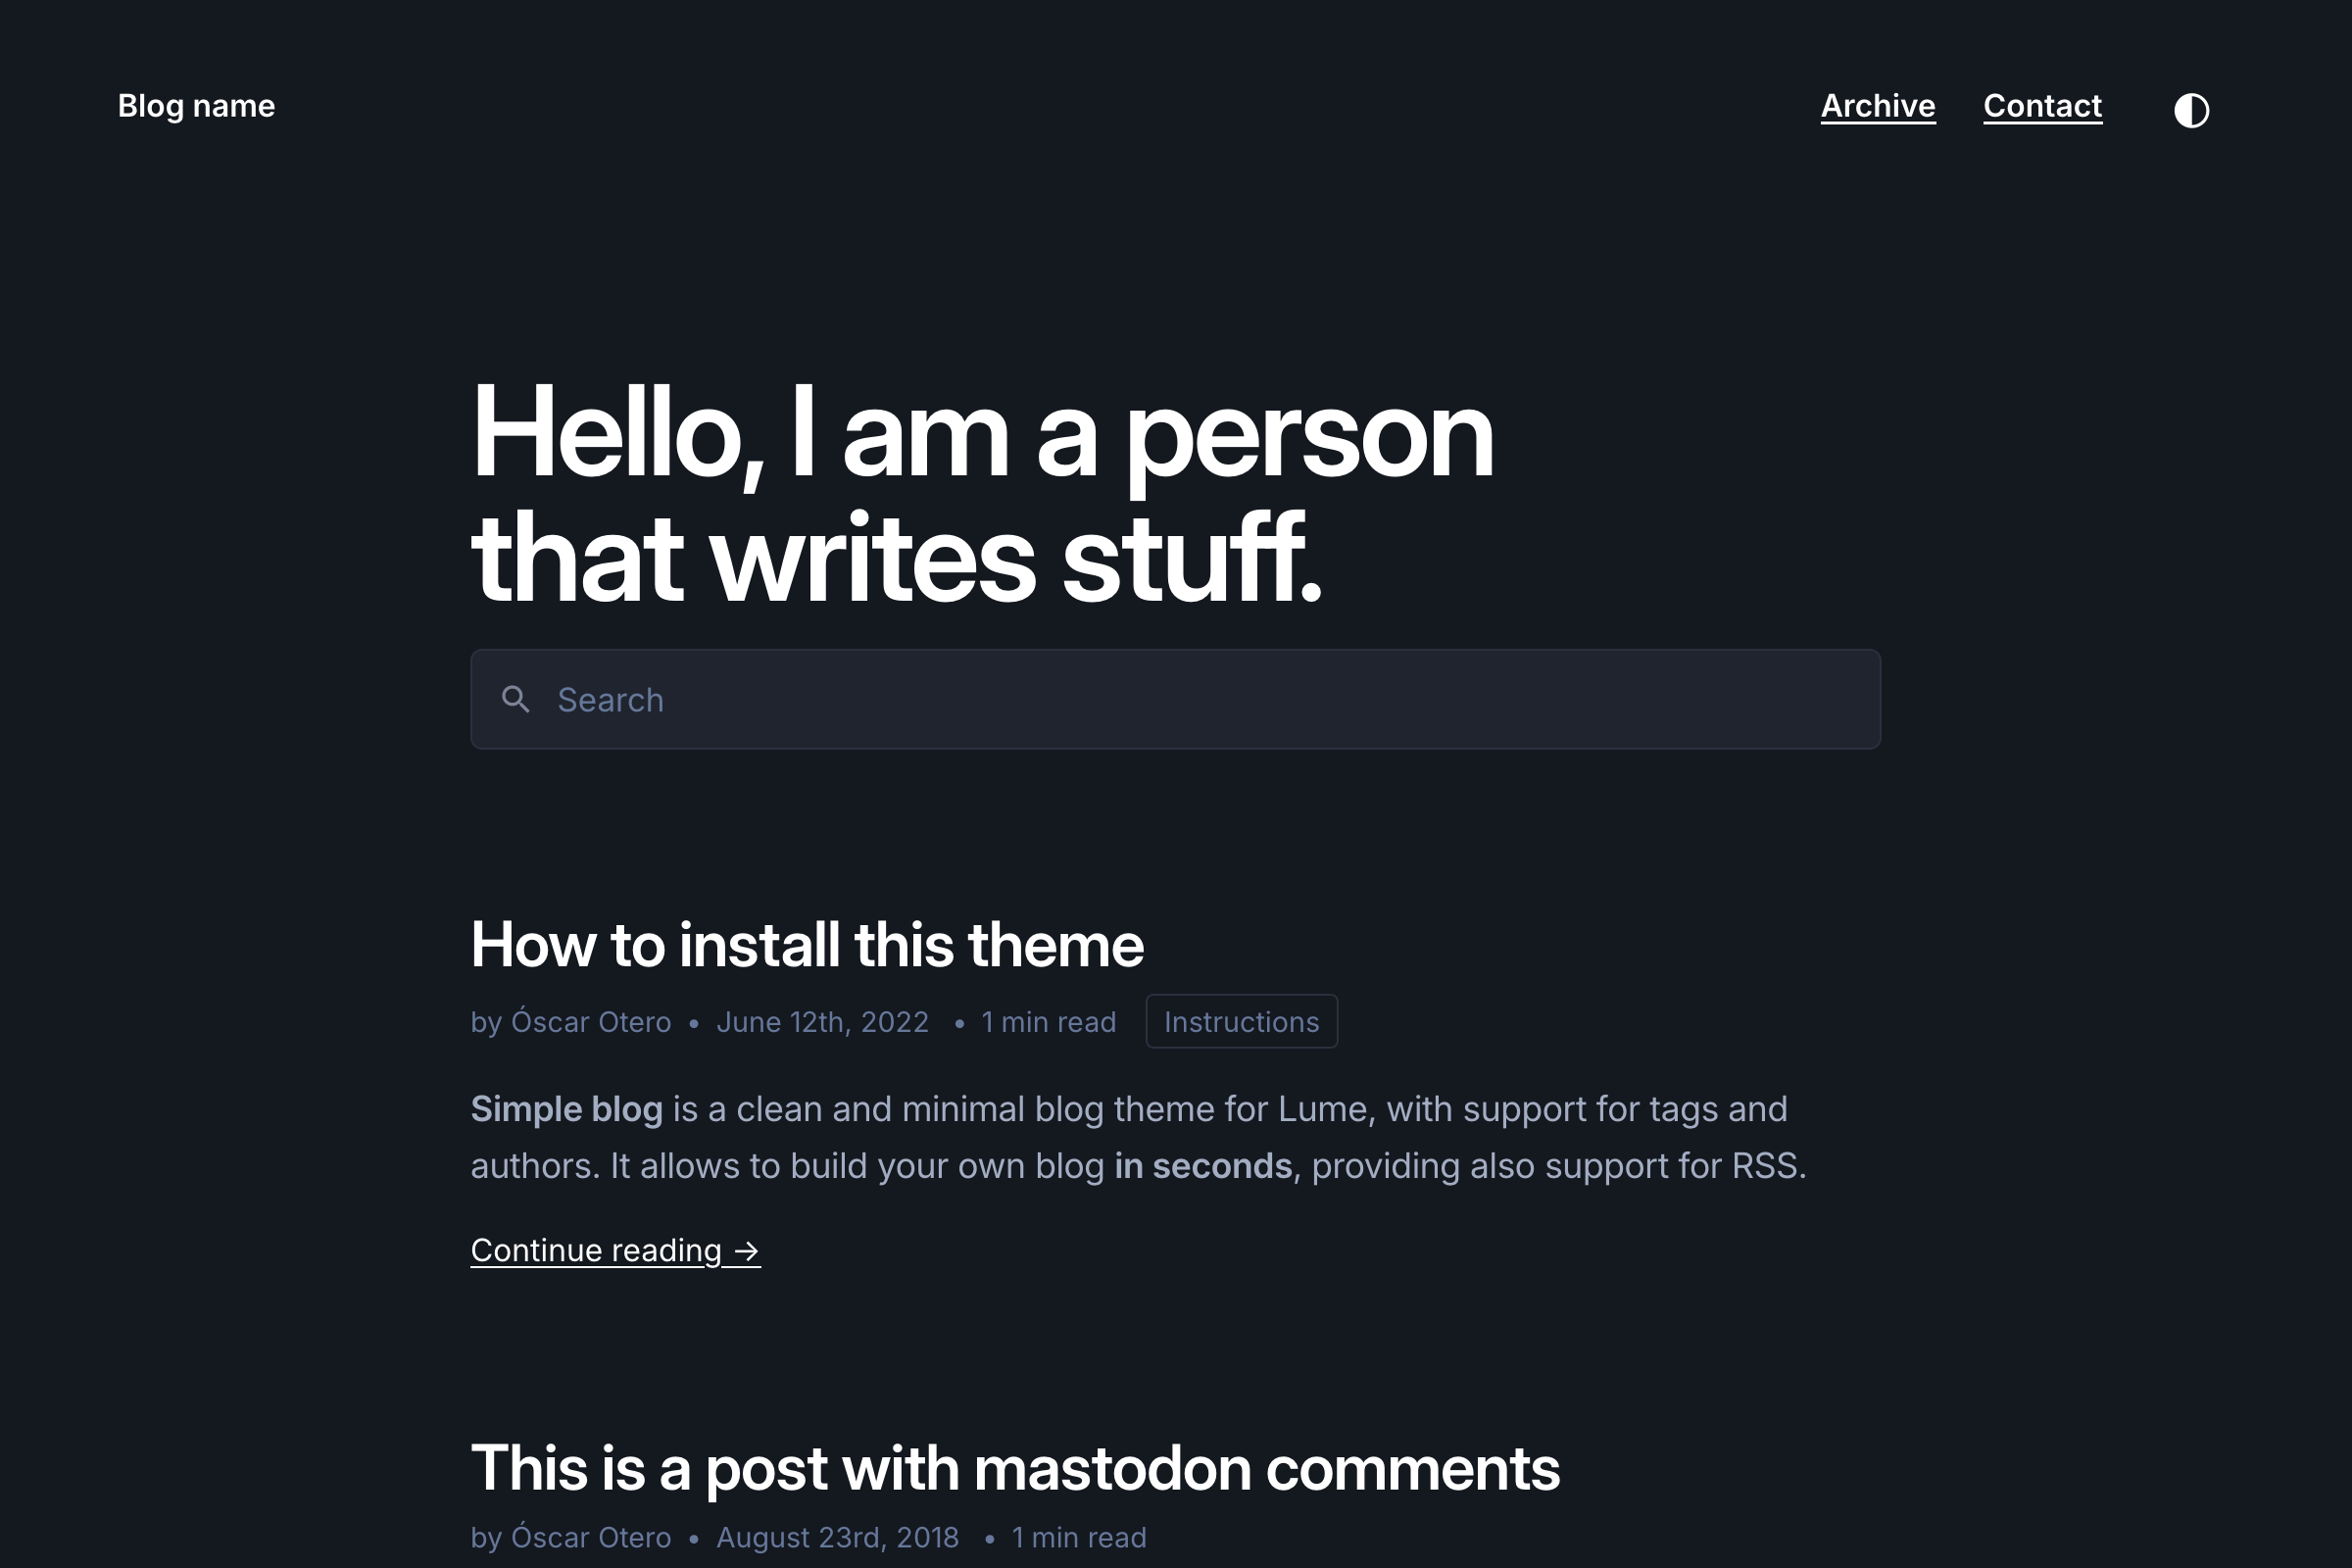 Blog name
Archive Contact
Hello, I am a person
that writes stuff.
Search
How to install this theme
by Óscar Otero • June 12th, 2022 • 1 min read Instructions
Simple blog is a clean and minimal blog theme for Lume, with support for tags and
authors. It allows to build your own blog in seconds, providing also support for RSS.
Continue reading →
This is a post with mastodon comments
by Óscar Otero • August 23rd, 2018 • 1 min read